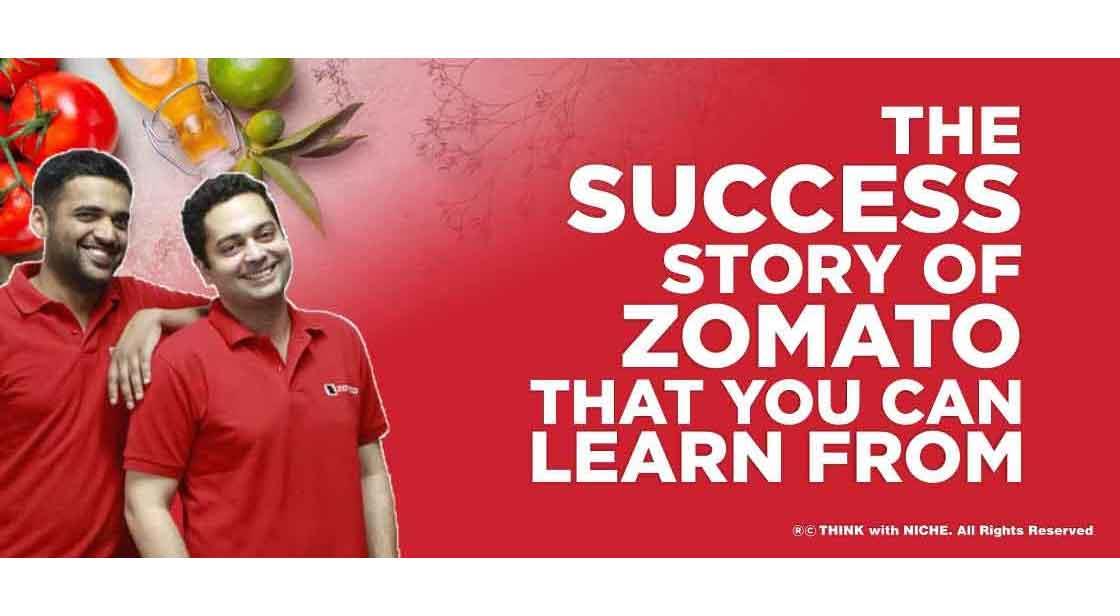 THE
SUCCESS
STORY OF
ZOMATO
THAT YOU CAN
LEARN FROM
®© THINK with NICHE. All Rights Reserved